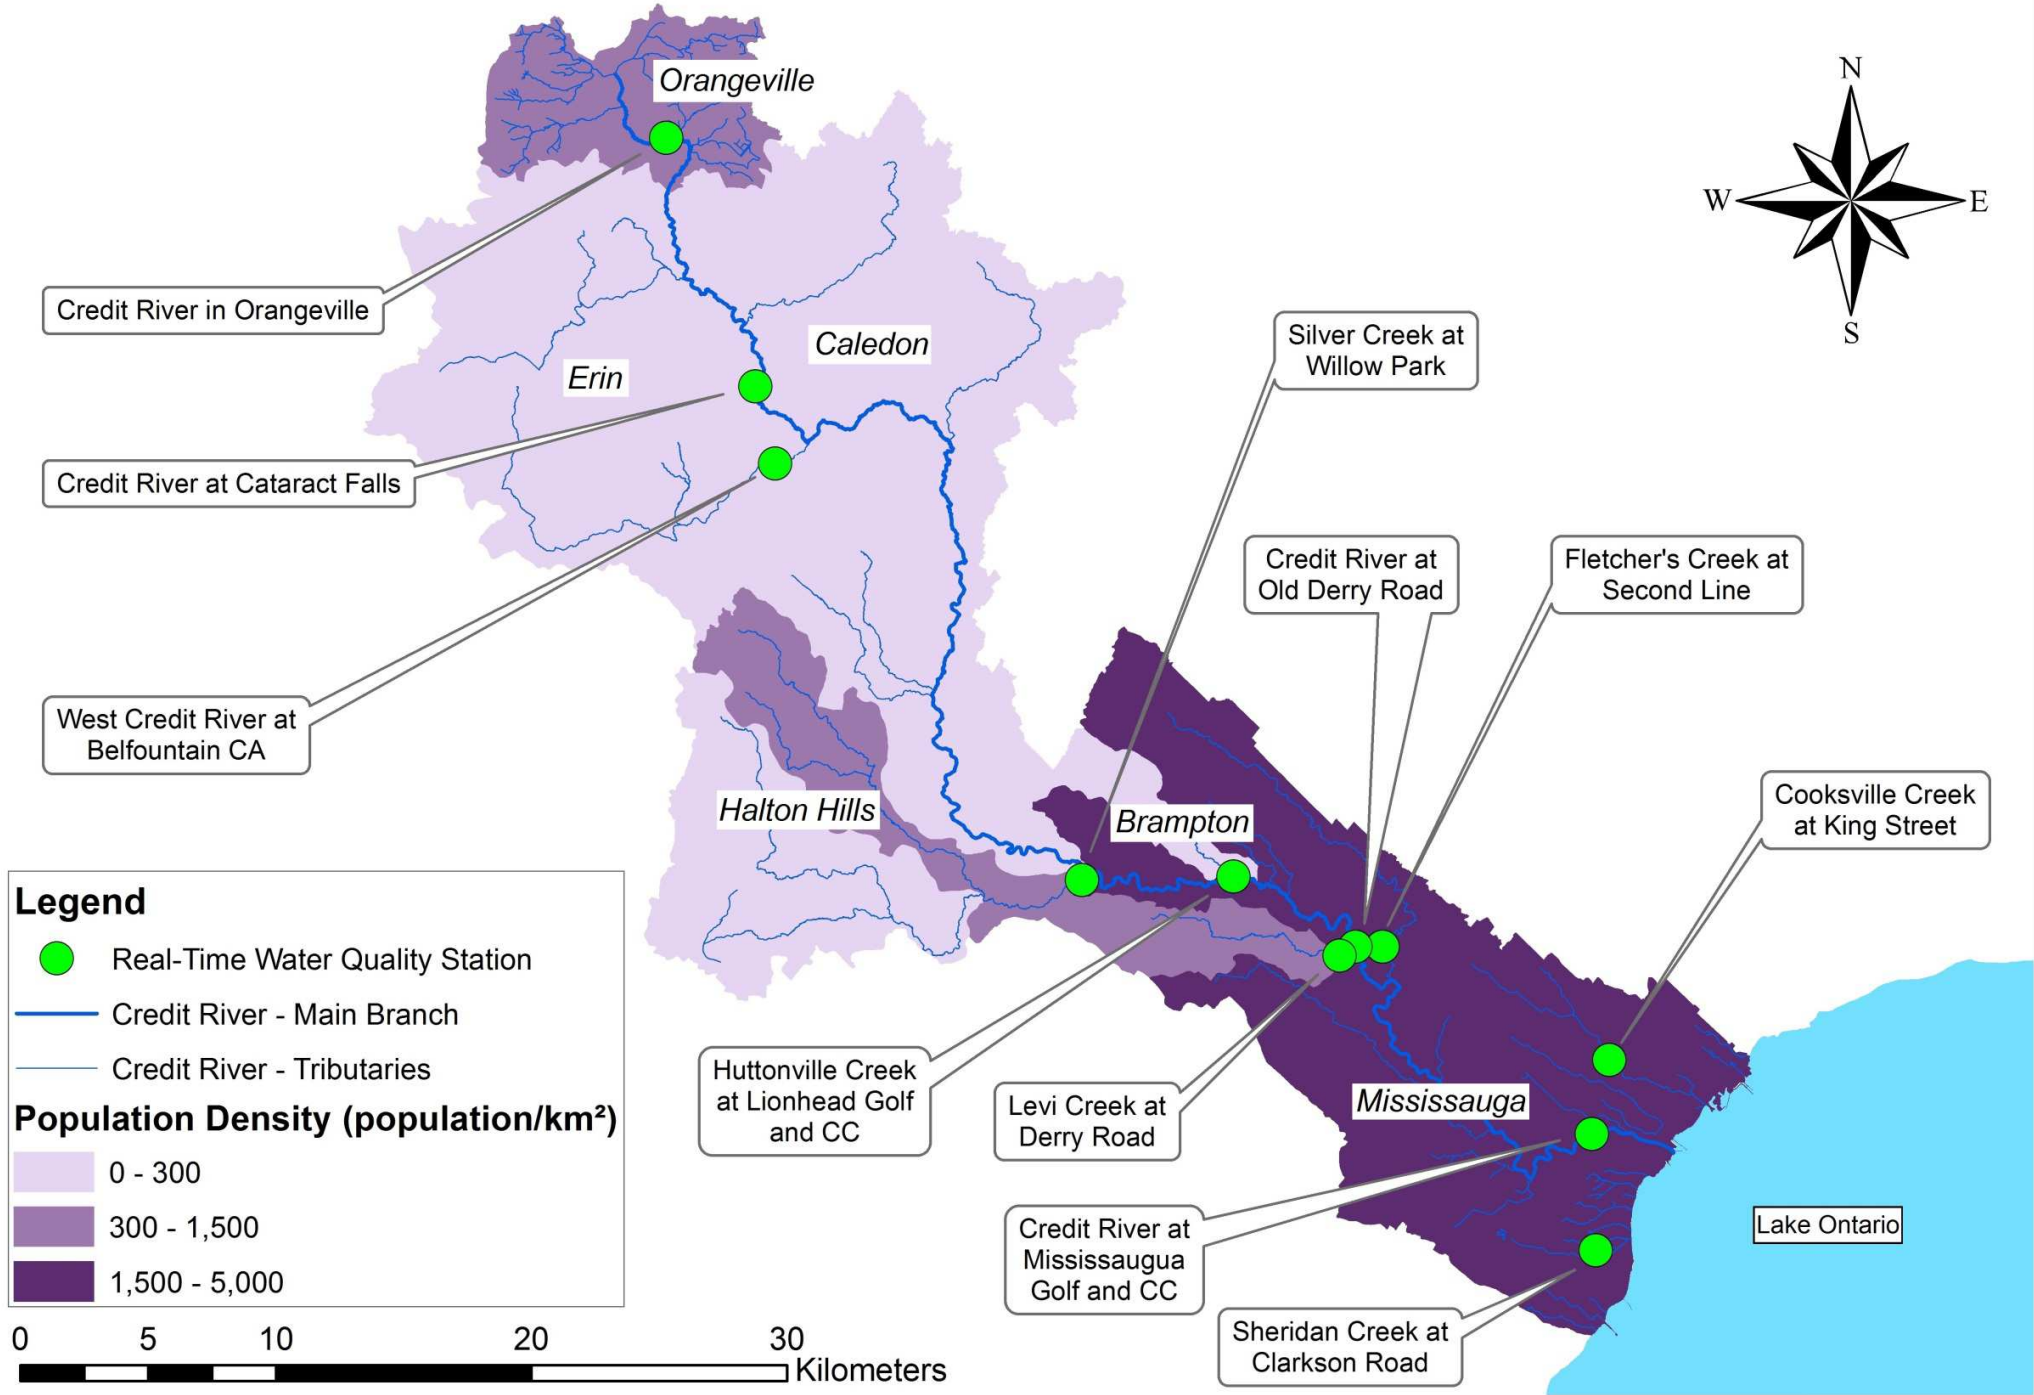 Orangeville
N
W
E
S
Credit River in Orangeville
Caledon
Silver Creek at
Willow Park
Erin
Credit River at Cataract Falls
Credit River at
Old Derry Road
Fletcher's Creek at
Second Line
West Credit River at
Belfountain CA
Cooksville Creek
at King Street
Halton Hills
Brampton
Huttonville Creek
at Lionhead Golf
and CC
Levi Creek at
Derry Road
Mississauga
Credit River at
Mississaugua
Golf and CC
Lake Ontario
Sheridan Creek at
Clarkson Road
Legend
Real-Time Water Quality Station
Credit River - Main Branch
Credit River - Tributaries
Population Density (population/km²)
0 - 300
300 - 1,500
1,500 - 5,000
0 5 10 20 30
Kilometers